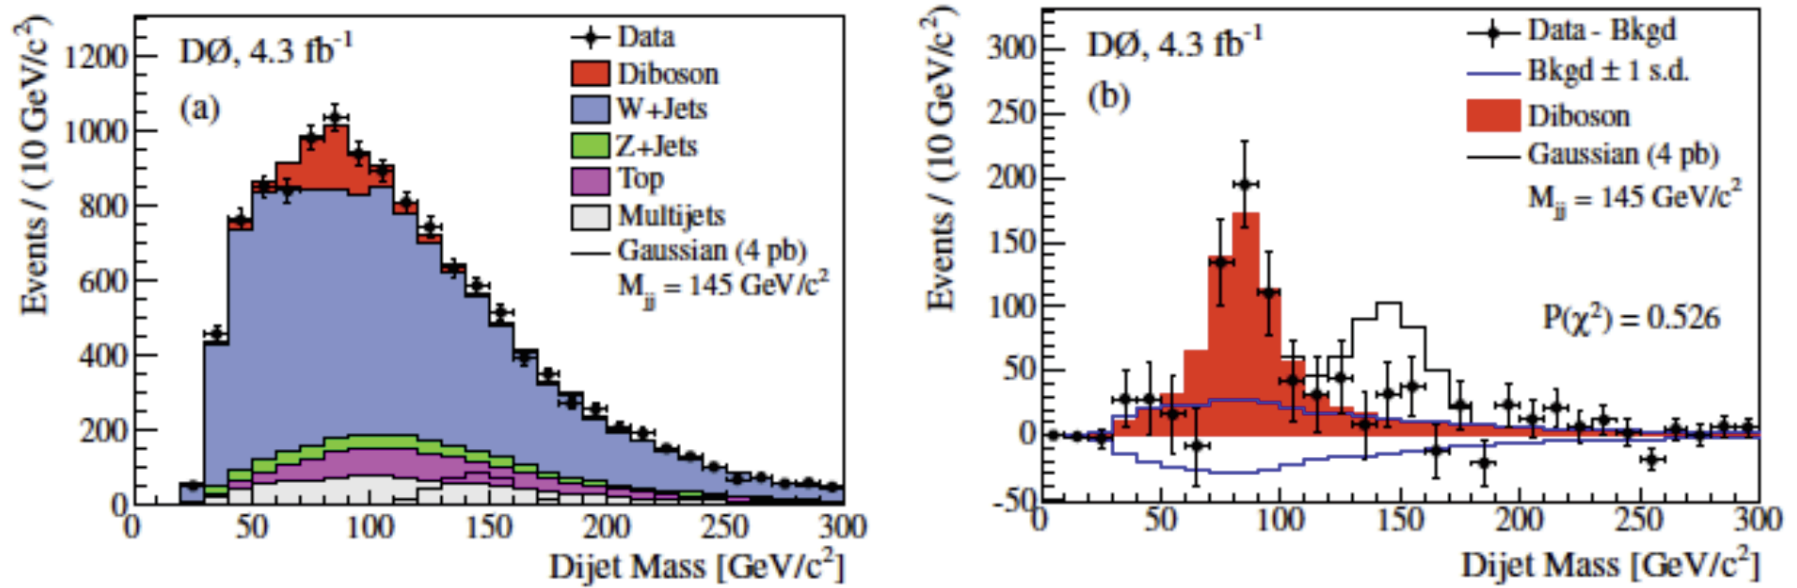 DØ, 4.3 fb⁻¹
(a)
Data
Diboson
W+Jets
Z+Jets
Top
Multijets
Gaussian (4 pb)
M_jj = 145 GeV/c²
Events / (10 GeV/c²)
1200
1000
800
600
400
200
0
0 50 100 150 200 250 300
Dijet Mass [GeV/c²]
DØ, 4.3 fb⁻¹
(b)
Data - Bkgd
Bkgd ± 1 s.d.
Diboson
Gaussian (4 pb)
M_jj = 145 GeV/c²
P(χ²) = 0.526
Events / (10 GeV/c²)
300
250
200
150
100
50
0
-50
0 50 100 150 200 250 300
Dijet Mass [GeV/c²]